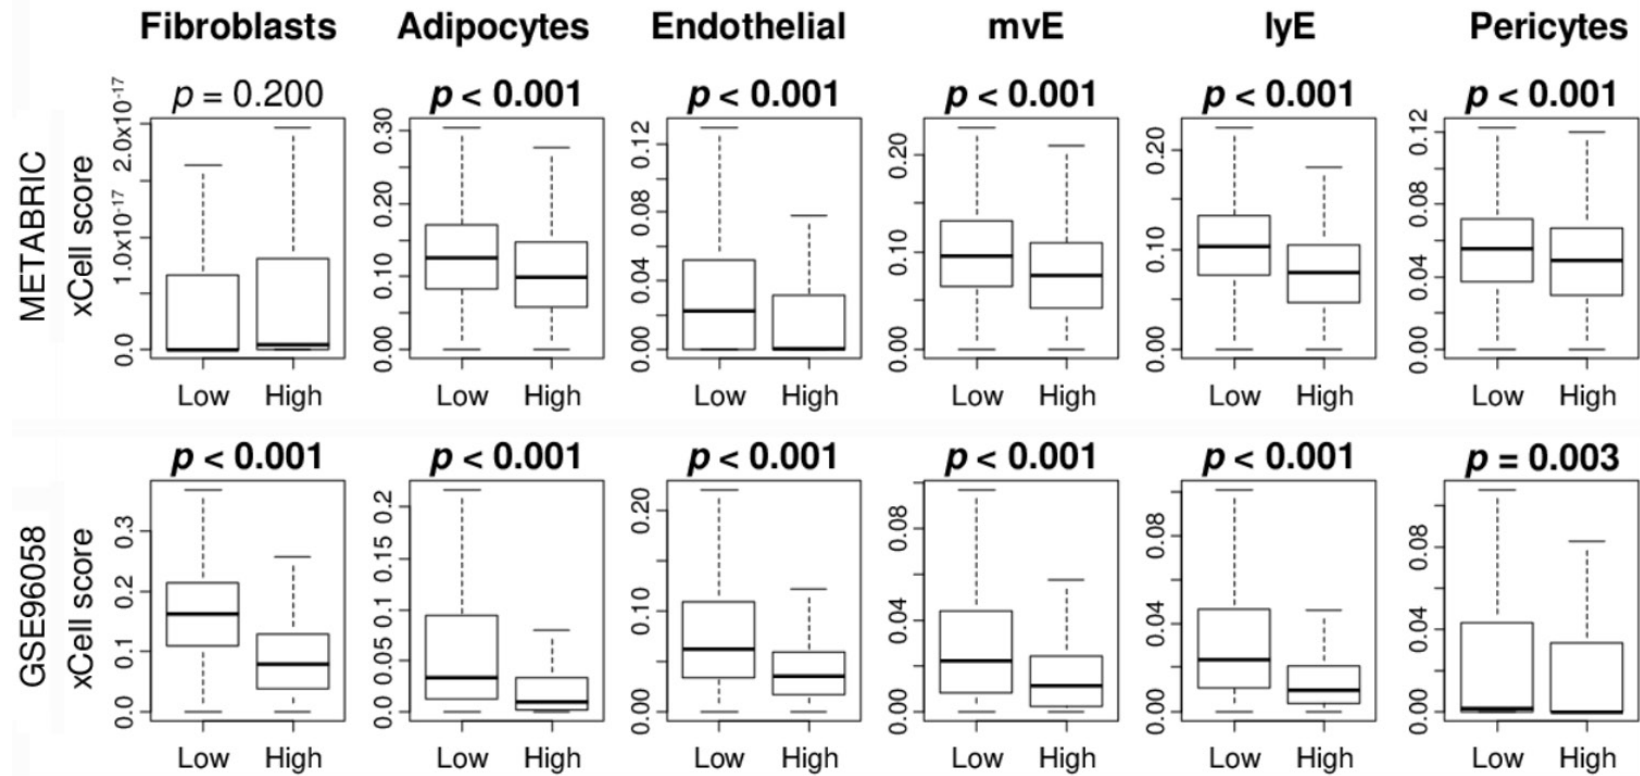 Fibroblasts Adipocytes Endothelial mvE lyE Pericytes
p = 0.200 p < 0.001 p < 0.001 p < 0.001 p < 0.001 p < 0.001
METABRIC
xCell score
0.0 1.0x10-17 2.0x10-17
0.00 0.10 0.20 0.30
0.00 0.04 0.08 0.12
0.00 0.10 0.20
0.00 0.10 0.20
0.00 0.04 0.08 0.12
Low High Low High Low High Low High Low High Low High
p < 0.001 p < 0.001 p < 0.001 p < 0.001 p < 0.001 p = 0.003
GSE96058
xCell score
0.0 0.1 0.2 0.3
0.0 0.05 0.1 0.15 0.2
0.00 0.10 0.20
0.00 0.04 0.08
0.00 0.04 0.08
0.00 0.04 0.08
Low High Low High Low High Low High Low High Low High